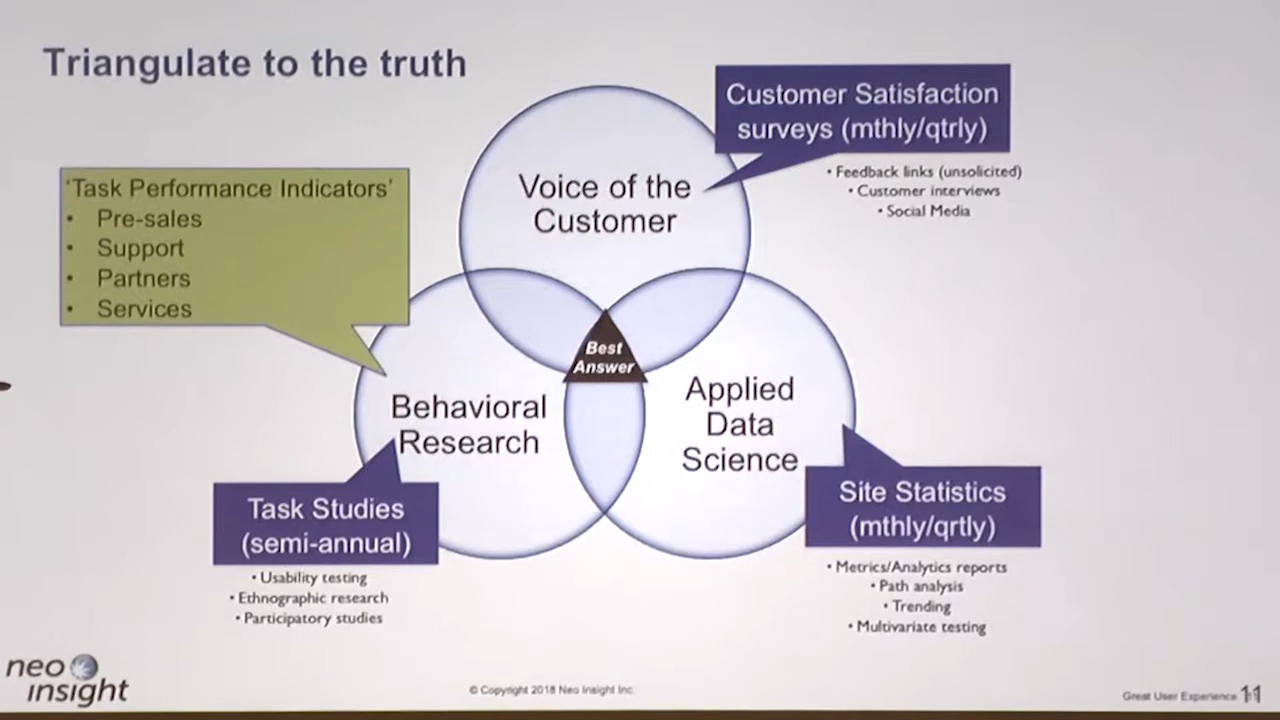 Triangulate to the truth
Customer Satisfaction
surveys (mthly/qtrly)
• Feedback links (unsolicited)
• Customer interviews
• Social Media
Voice of the
Customer
'Task Performance Indicators'
• Pre-sales
• Support
• Partners
• Services
Best
Answer
Behavioral
Research
Applied
Data
Science
Task Studies
(semi-annual)
• Usability testing
• Ethnographic research
• Participatory studies
Site Statistics
(mthly/qrtly)
• Metrics/Analytics reports
• Path analysis
• Trending
• Multivariate testing
neo
insight
© Copyright 2018 Neo Insight Inc.
Great User Experience 11